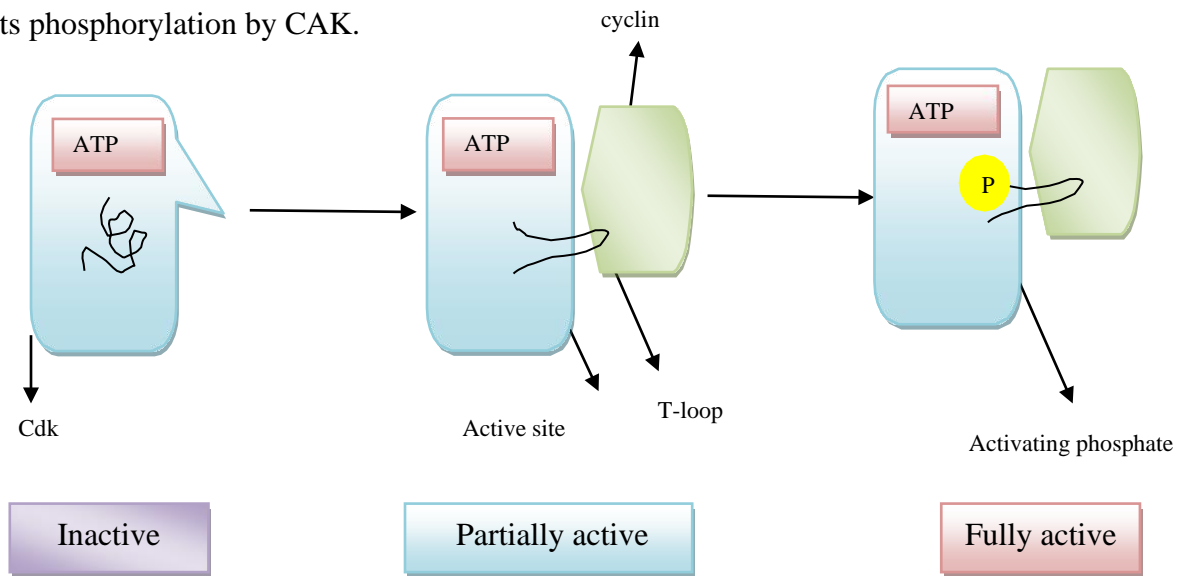 ts phosphorylation by CAK.
cyclin
ATP
ATP
ATP
P
Cdk
Active site
T-loop
Activating phosphate
Inactive
Partially active
Fully active